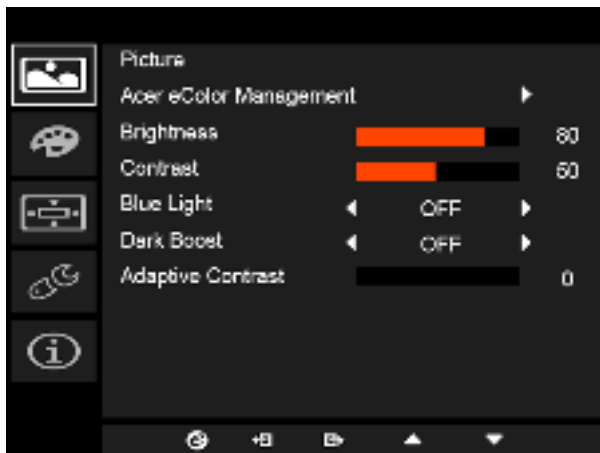 Picture
Acer eColor Management
Brightness 80
Contrast 50
Blue Light OFF
Dark Boost OFF
Adaptive Contrast 0